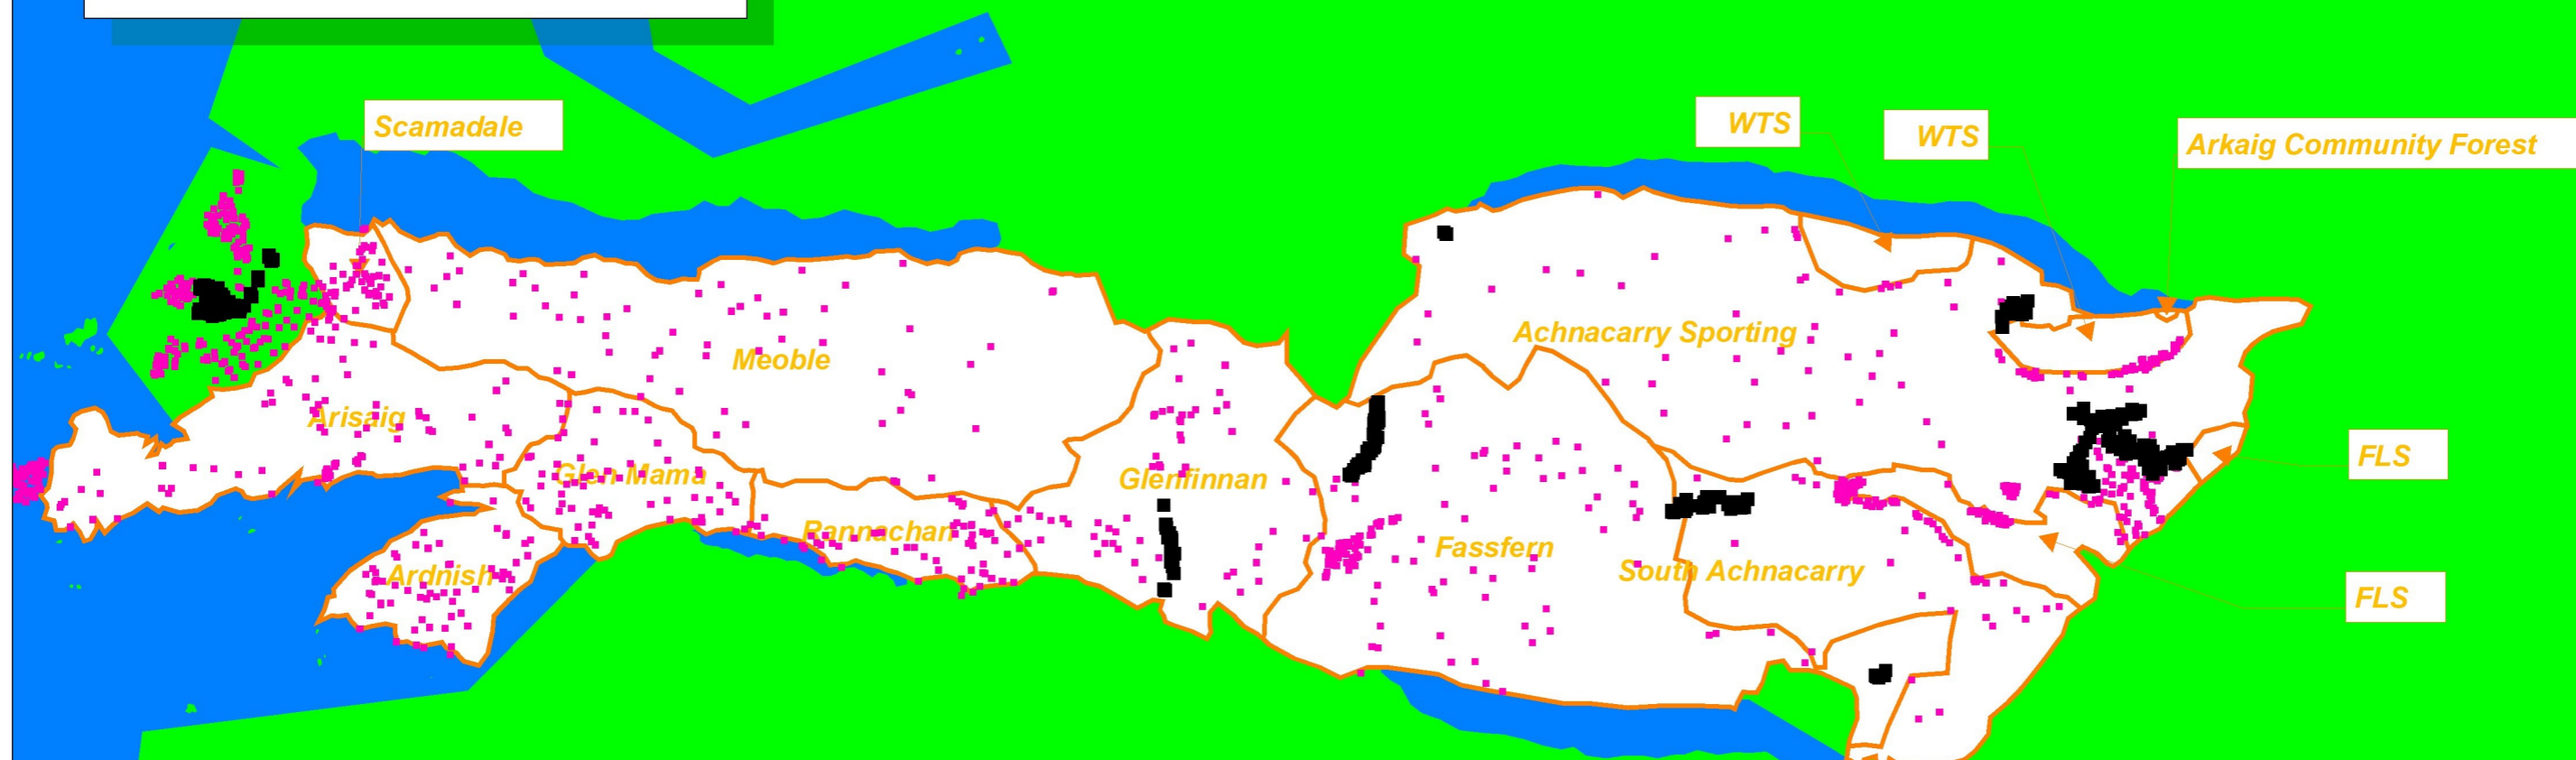 Scamadale
WTS
WTS
Arkaig Community Forest
Achnacarry Sporting
Meoble
Arisaig
FLS
Glen Mama
Glenfinnan
Rannachan
Fassfern
Ardnish
South Achnacarry
FLS